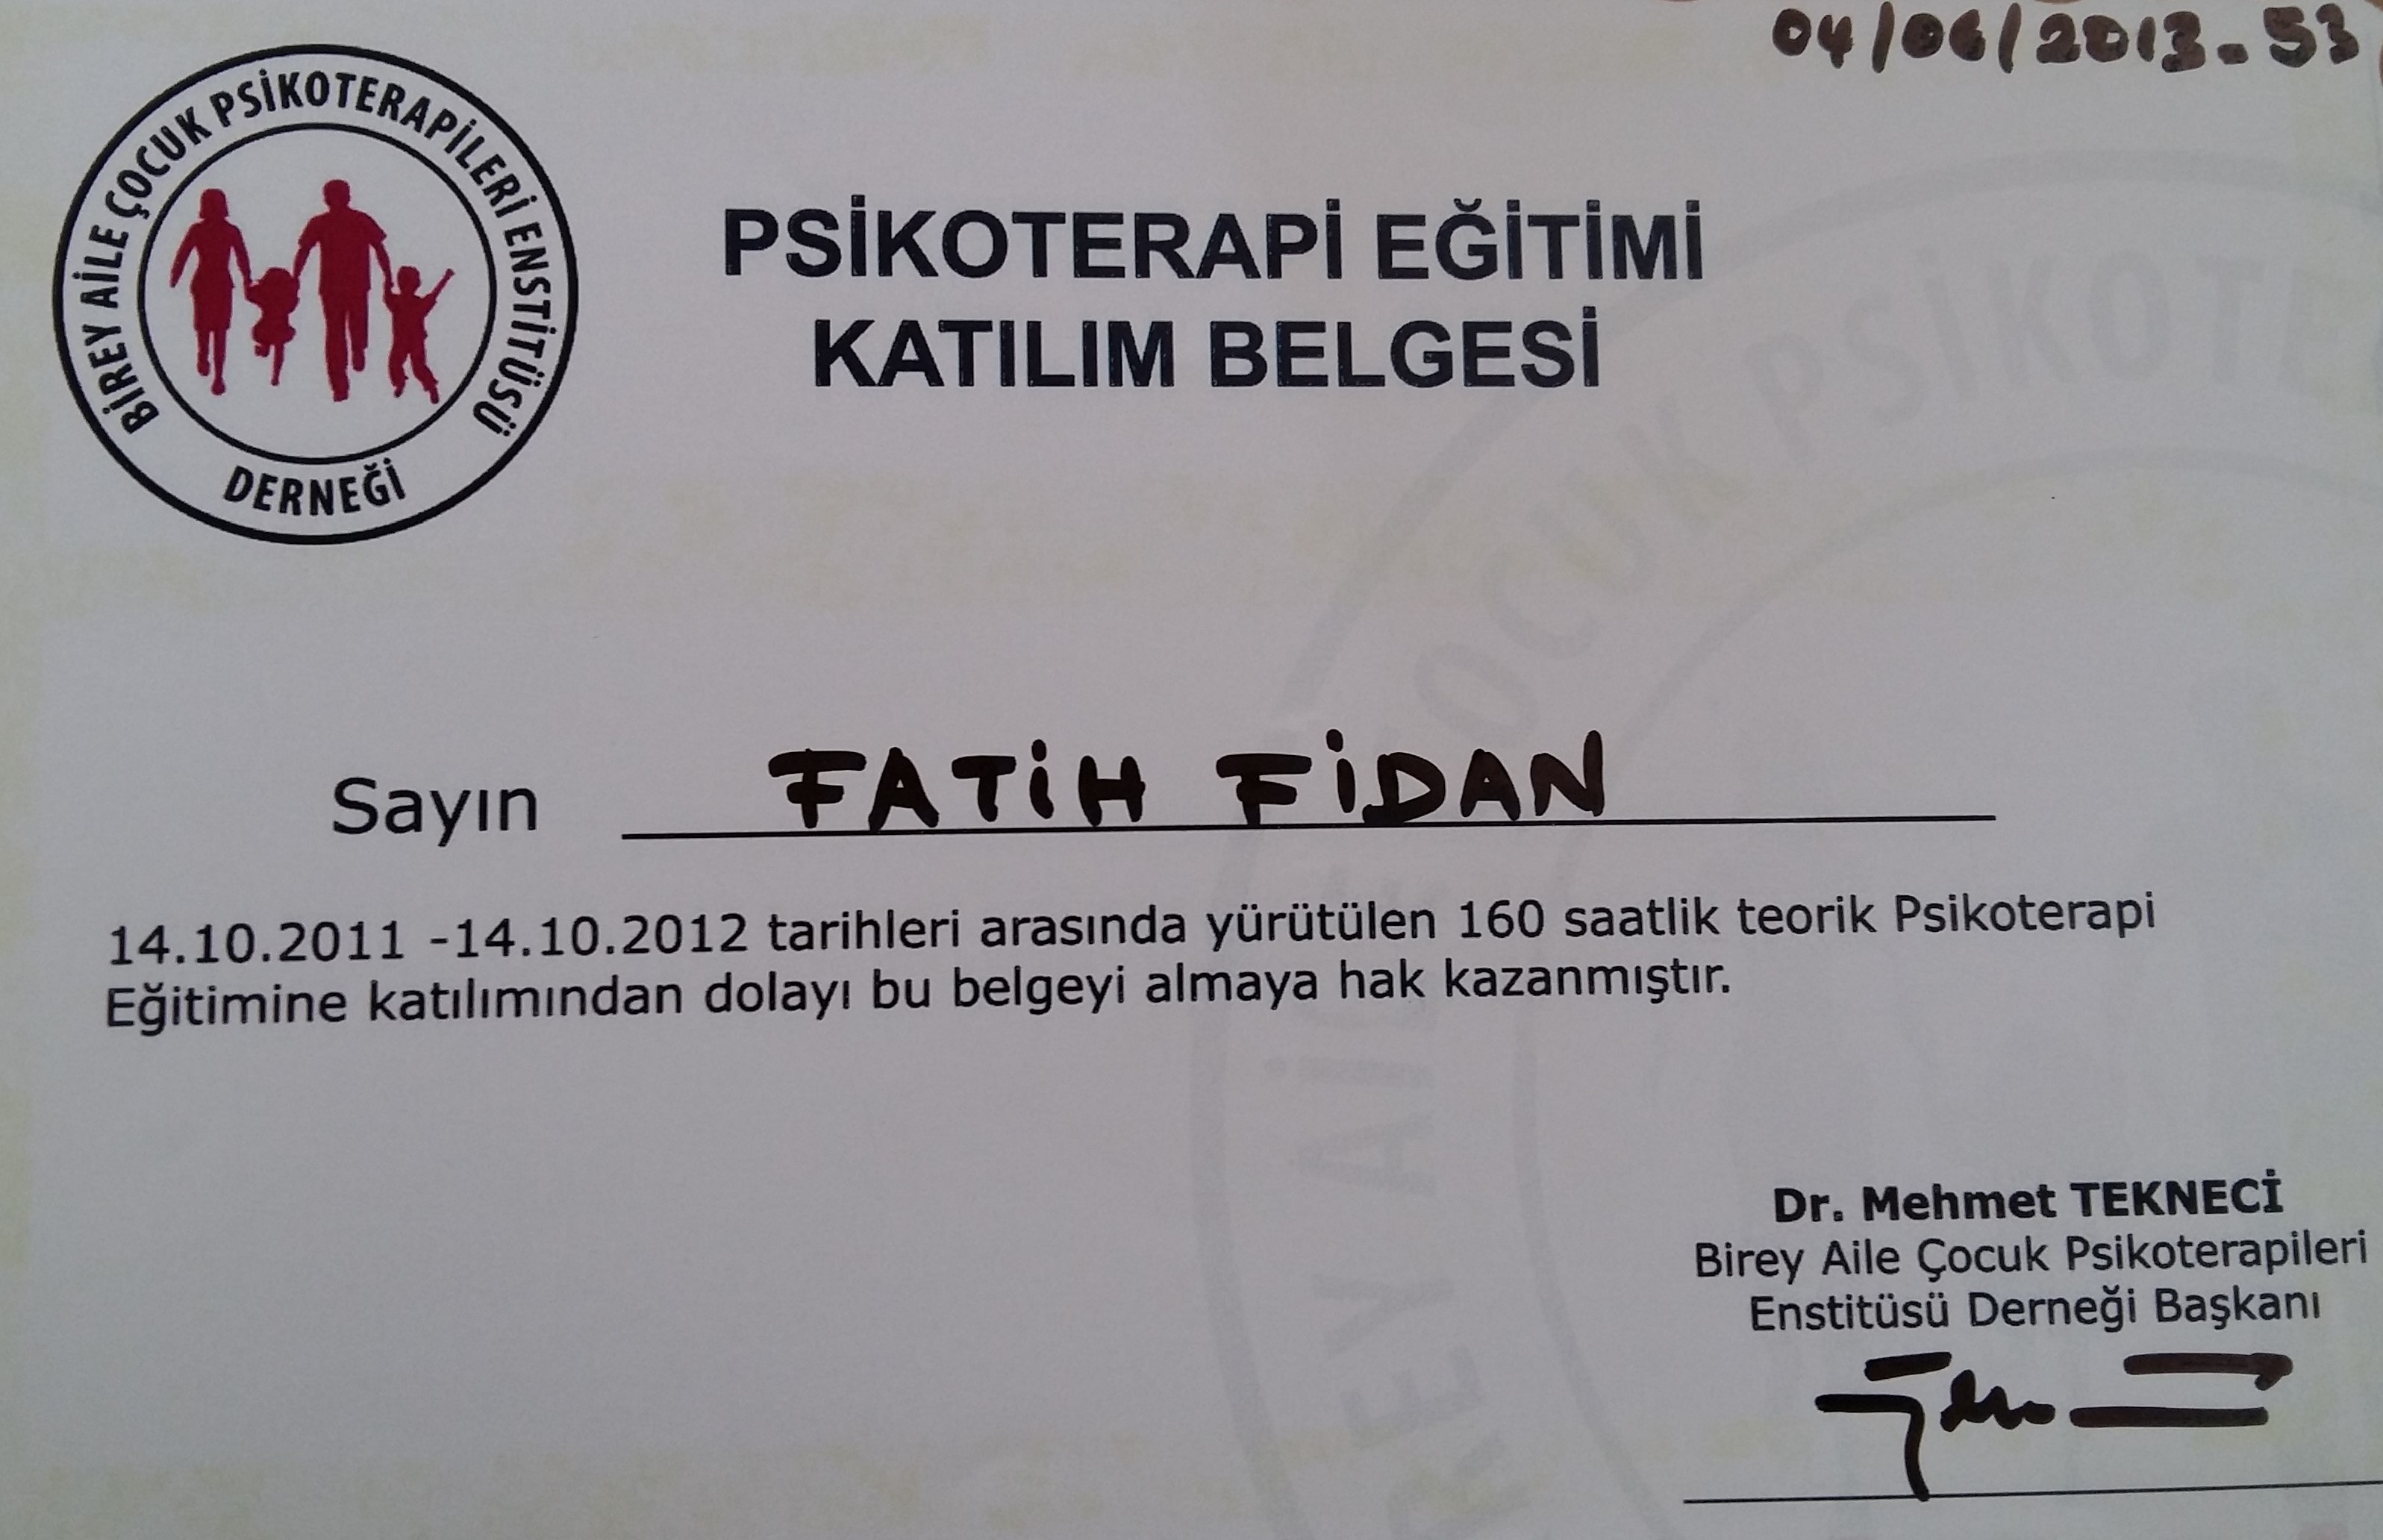 04/06/2013-53
BİREY AİLE ÇOCUK PSİKOTERAPİLERİ ENSTİTÜSÜ
DERNEĞİ
PSİKOTERAPİ EĞİTİMİ
KATILIM BELGESİ
Sayın FATİH FİDAN
14.10.2011 -14.10.2012 tarihleri arasında yürütülen 160 saatlik teorik Psikoterapi
Eğitimine katılımından dolayı bu belgeyi almaya hak kazanmıştır.
Dr. Mehmet TEKNECİ
Birey Aile Çocuk Psikoterapileri
Enstitüsü Derneği Başkanı